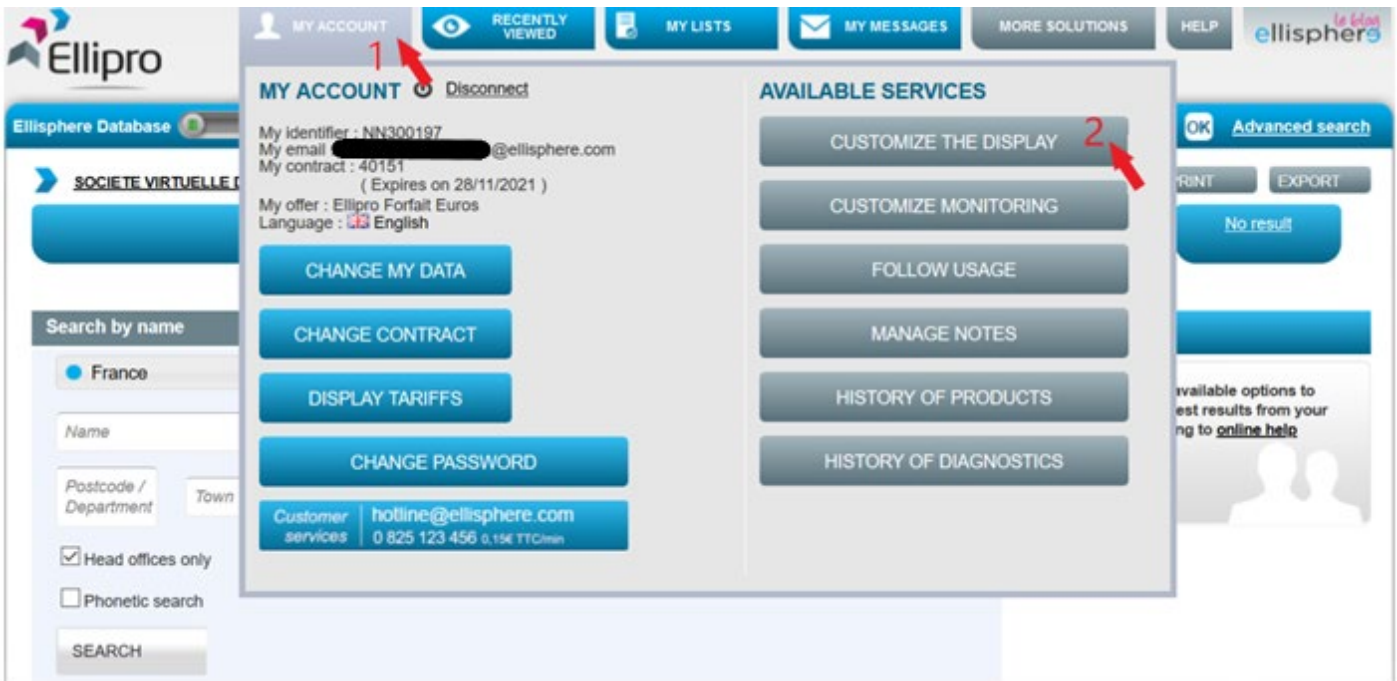 Ellipro
MY ACCOUNT
RECENTLY
VIEWED
MY LISTS
MY MESSAGES
MORE SOLUTIONS
HELP
le blog
ellisphere
1
Ellisphere Database
OK
Advanced search
SOCIETE VIRTUELLE
RINT
EXPORT
No result
MY ACCOUNT
Disconnect
My identifier : NN300197
My email @ellisphere.com
My contract : 40151
( Expires on 28/11/2021 )
My offer : Ellipro Forfait Euros
Language : English
CHANGE MY DATA
CHANGE CONTRACT
DISPLAY TARIFFS
CHANGE PASSWORD
Customer
services
hotline@ellisphere.com
0 825 123 456 0,15€ TTC/min
AVAILABLE SERVICES
CUSTOMIZE THE DISPLAY
2
CUSTOMIZE MONITORING
FOLLOW USAGE
MANAGE NOTES
HISTORY OF PRODUCTS
HISTORY OF DIAGNOSTICS
Search by name
France
Name
Postcode /
Department
Town
Head offices only
Phonetic search
SEARCH
available options to
est results from your
ng to online help